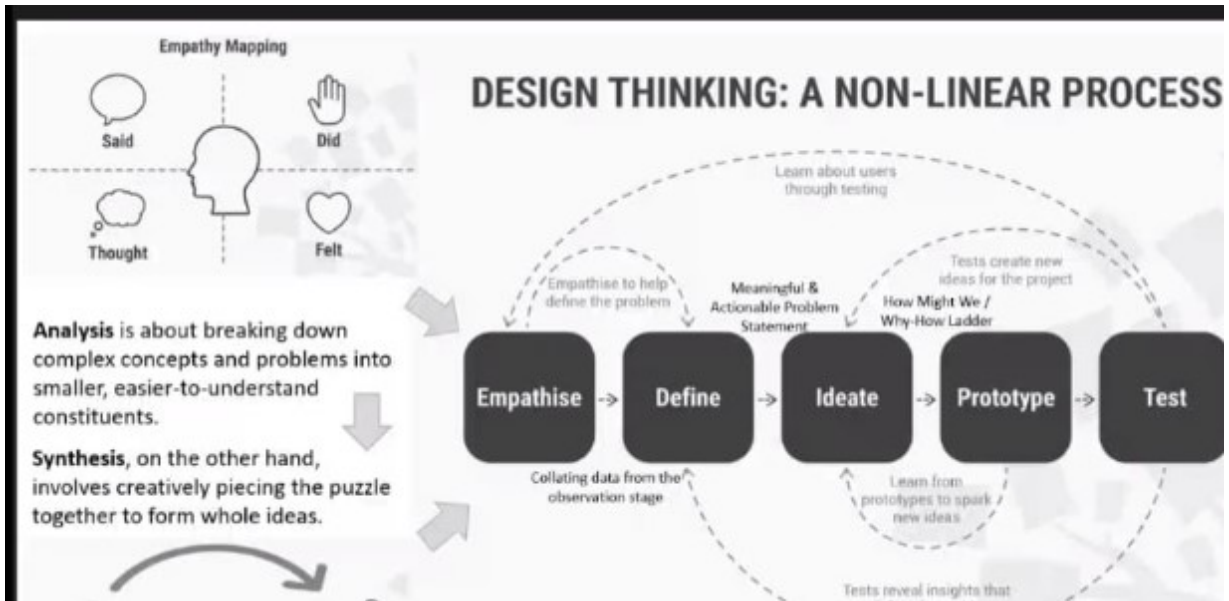 Empathy Mapping
Said
Did
Thought
Felt
Analysis is about breaking down
complex concepts and problems into
smaller, easier-to-understand
constituents.
Synthesis, on the other hand,
involves creatively piecing the puzzle
together to form whole ideas.
DESIGN THINKING: A NON-LINEAR PROCESS
Learn about users
through testing
Tests create new
ideas for the project
Empathise to help
define the problem
Meaningful &
Actionable Problem
Statement
How Might We /
Why-How Ladder
Empathise
Define
Ideate
Prototype
Test
Collating data from the
observation stage
Learn from
prototypes to spark
new ideas
Tests reveal insights that